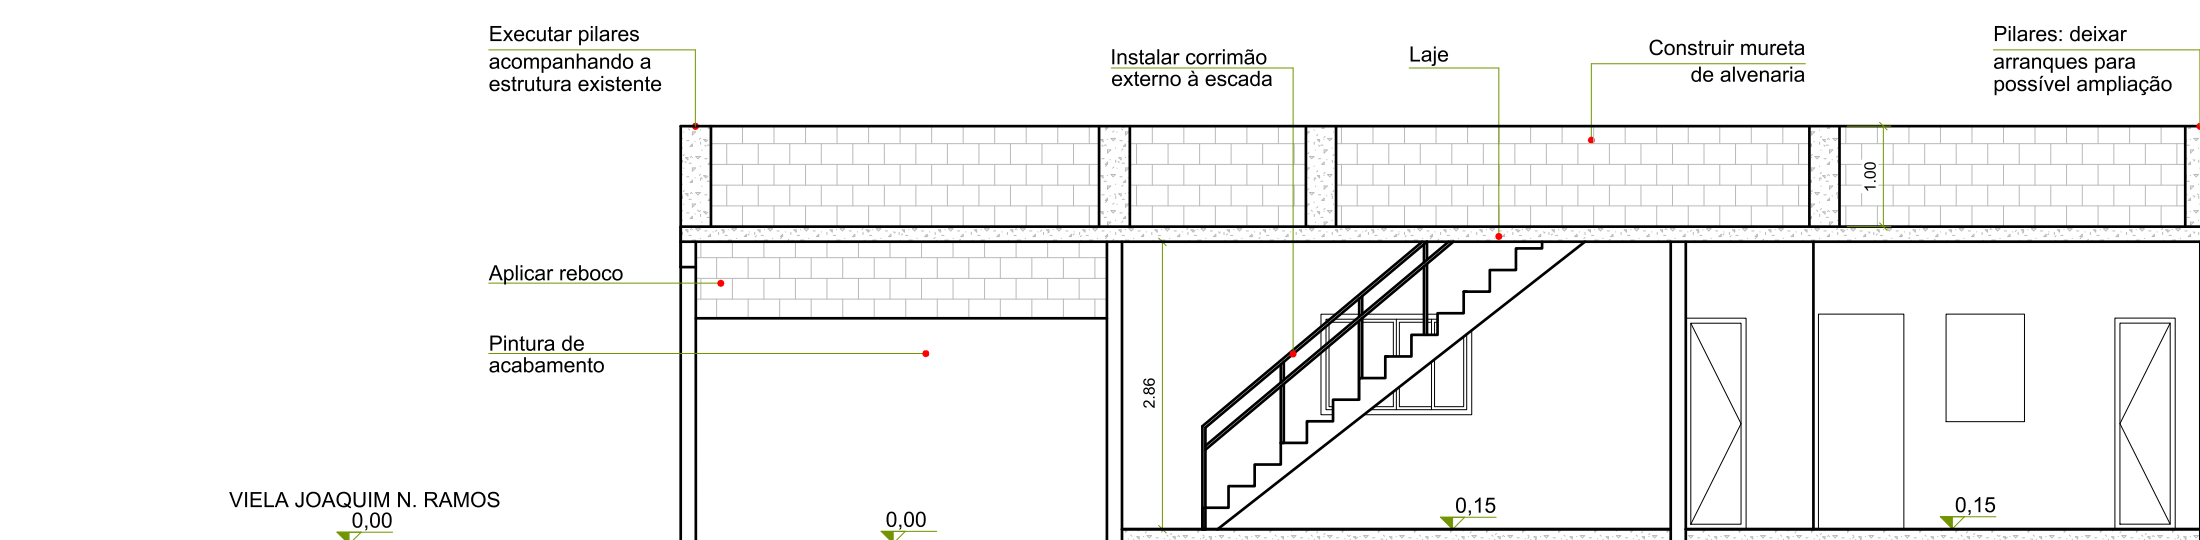 Executar pilares
acompanhando a
estrutura existente
Instalar corrimão
externo à escada
Laje
Construir mureta
de alvenaria
Pilares: deixar
arranques para
possível ampliação
1.00
Aplicar reboco
Pintura de
acabamento
2.86
VIELA JOAQUIM N. RAMOS
0,00
0,00
0,15
0,15